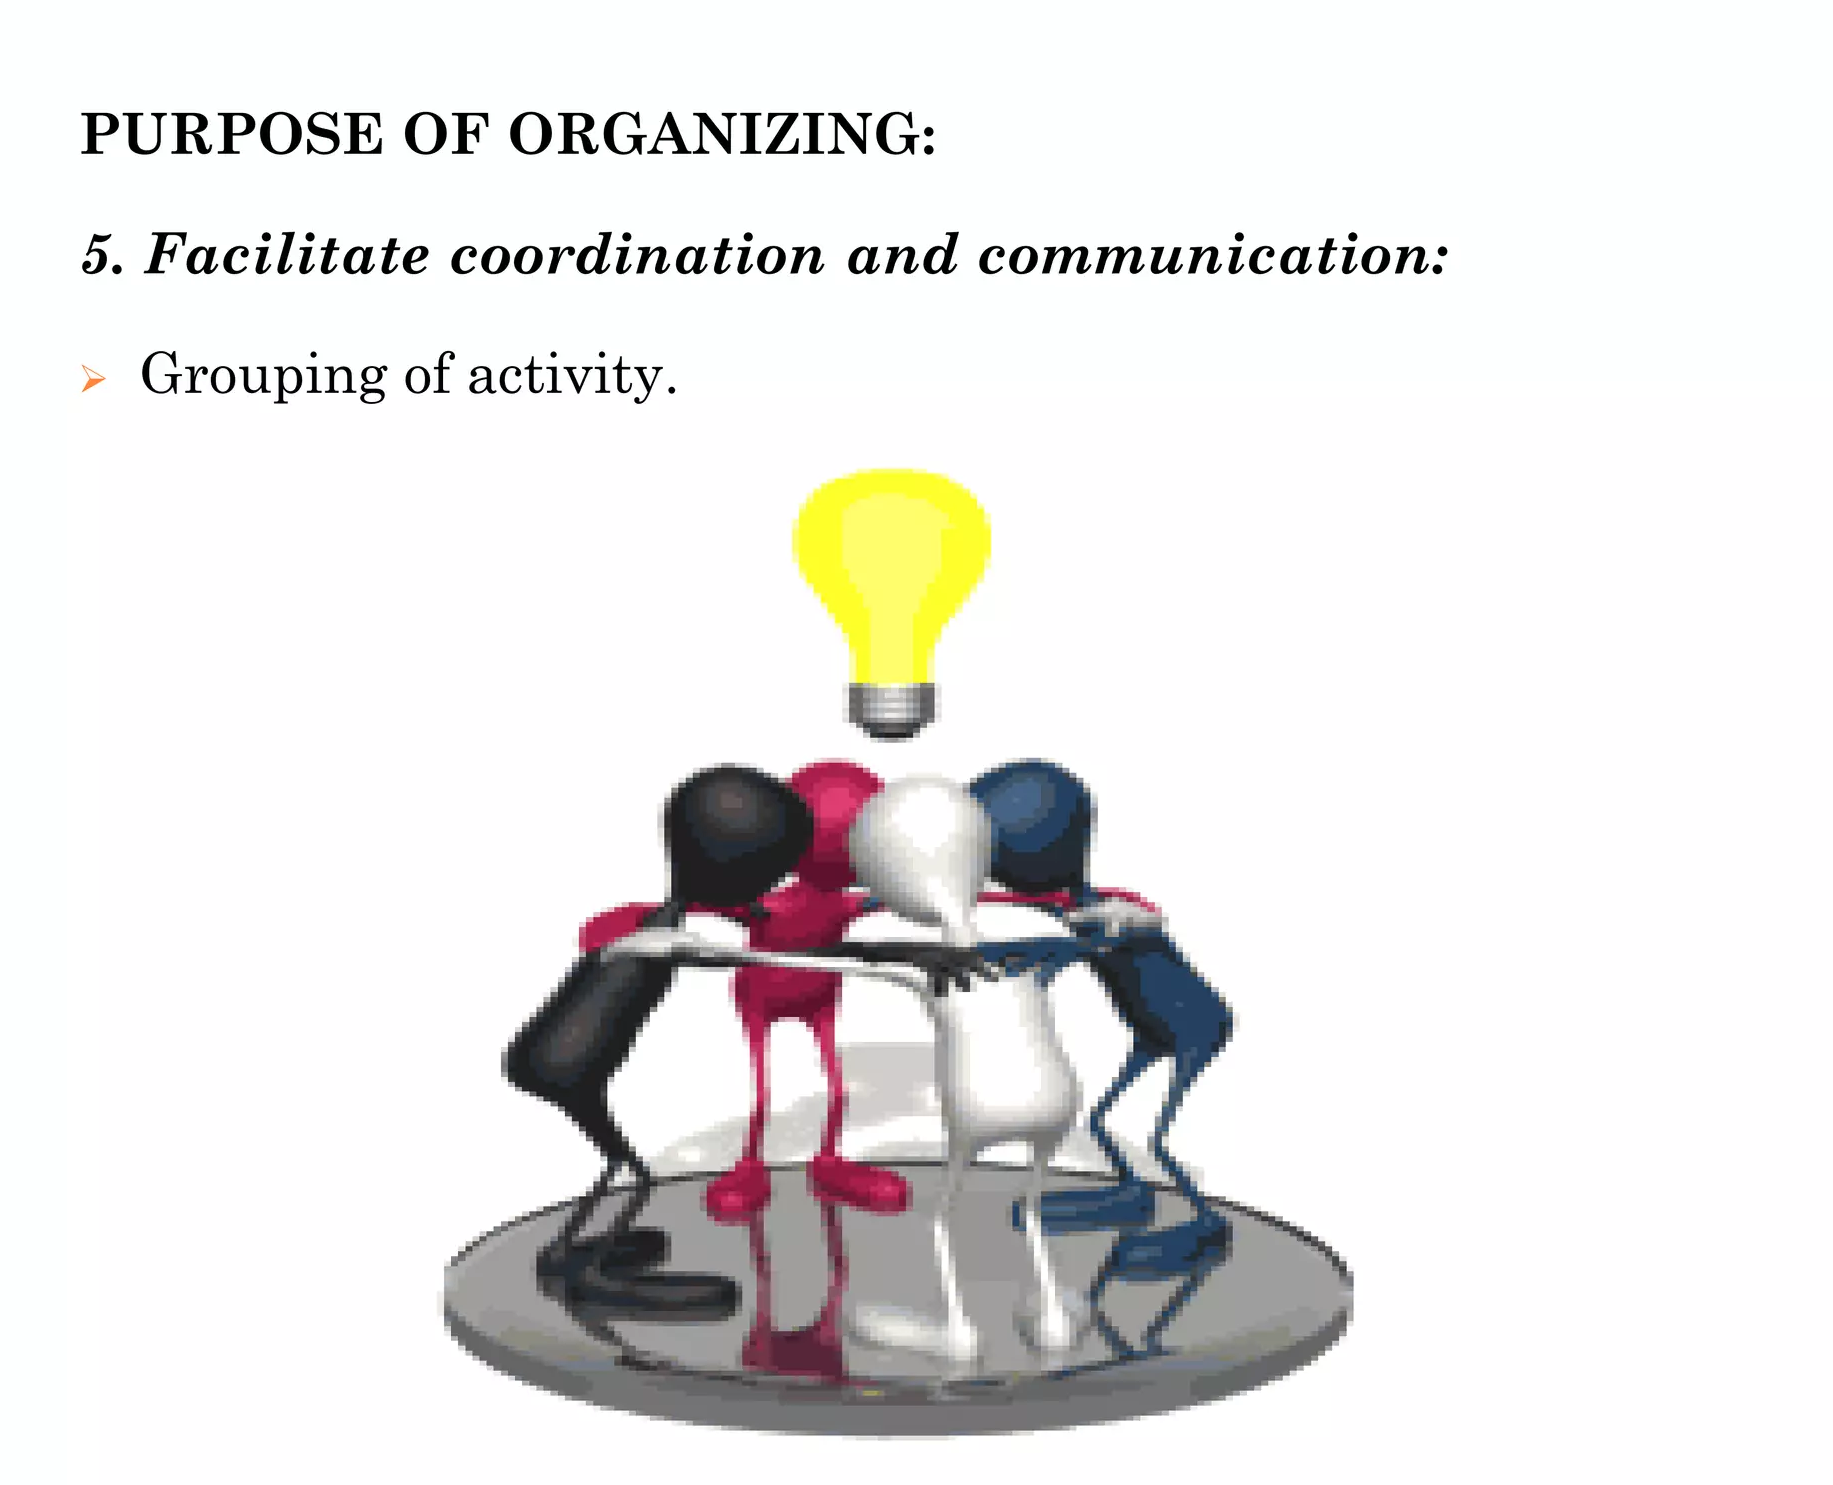 PURPOSE OF ORGANIZING:
5. Facilitate coordination and communication:
Grouping of activity.